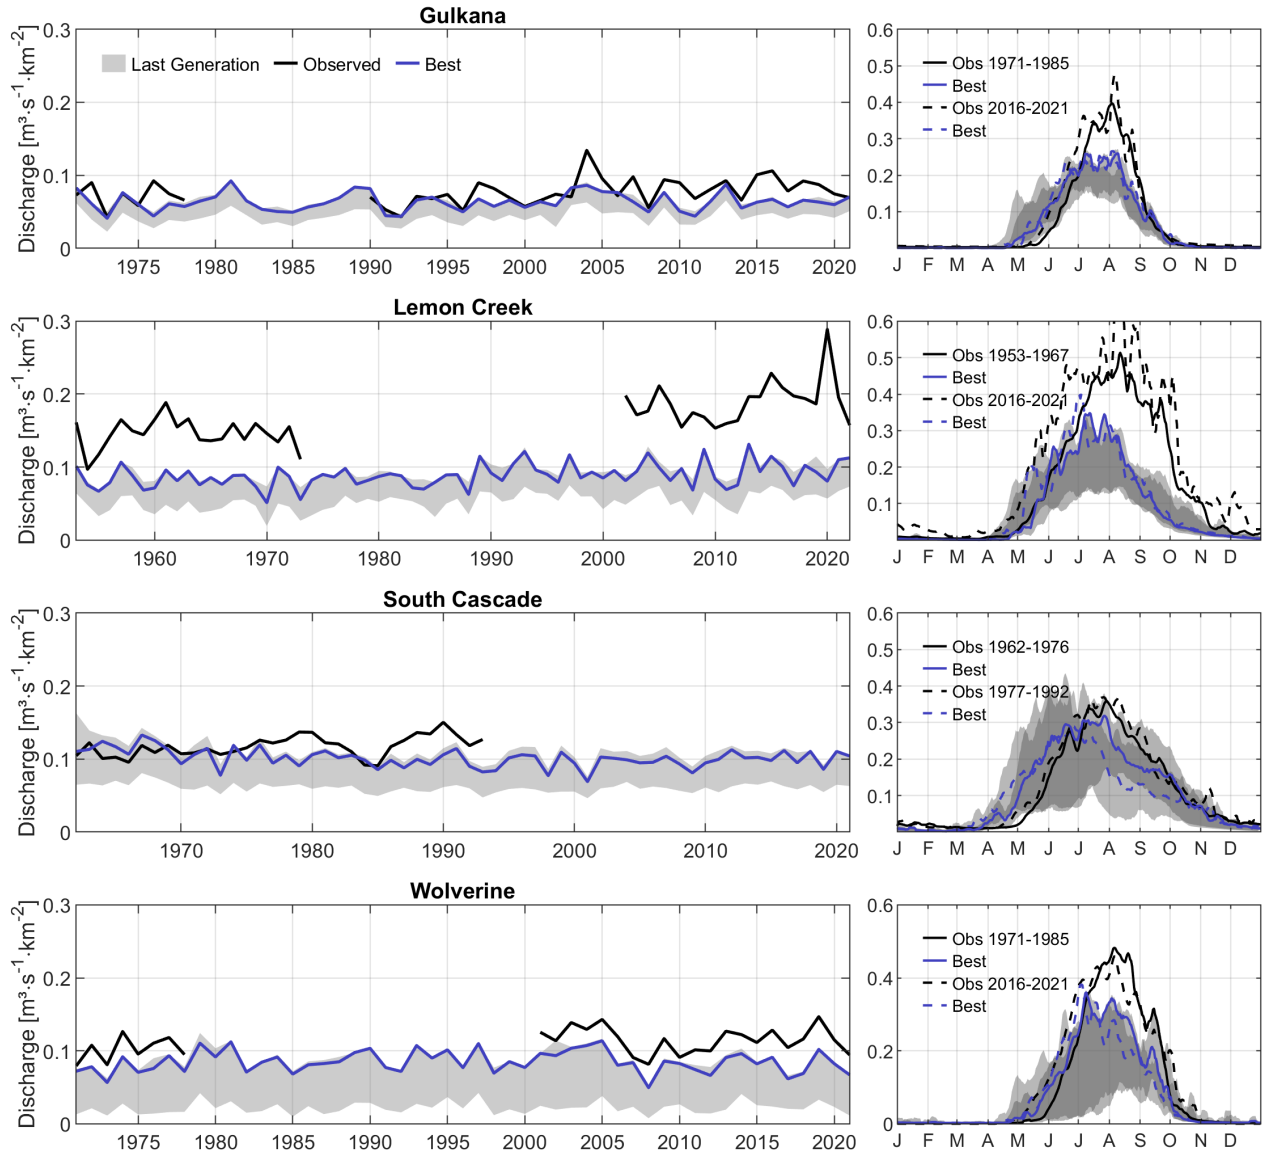 Gulkana
Discharge [m³·s⁻¹·km⁻²]
0.3
0.2
0.1
0
Last Generation Observed Best
1975 1980 1985 1990 1995 2000 2005 2010 2015 2020
0.6
0.5
0.4
0.3
0.2
0.1
Obs 1971-1985
Best
Obs 2016-2021
Best
J F M A M J J A S O N D
Lemon Creek
Discharge [m³·s⁻¹·km⁻²]
0.3
0.2
0.1
0
1960 1970 1980 1990 2000 2010 2020
0.6
0.5
0.4
0.3
0.2
0.1
Obs 1953-1967
Best
Obs 2016-2021
Best
J F M A M J J A S O N D
South Cascade
Discharge [m³·s⁻¹·km⁻²]
0.3
0.2
0.1
0
1970 1980 1990 2000 2010 2020
0.6
0.5
0.4
0.3
0.2
0.1
Obs 1962-1976
Best
Obs 1977-1992
Best
J F M A M J J A S O N D
Wolverine
Discharge [m³·s⁻¹·km⁻²]
0.3
0.2
0.1
0
1975 1980 1985 1990 1995 2000 2005 2010 2015 2020
0.6
0.4
0.2
0
Obs 1971-1985
Best
Obs 2016-2021
Best
J F M A M J J A S O N D